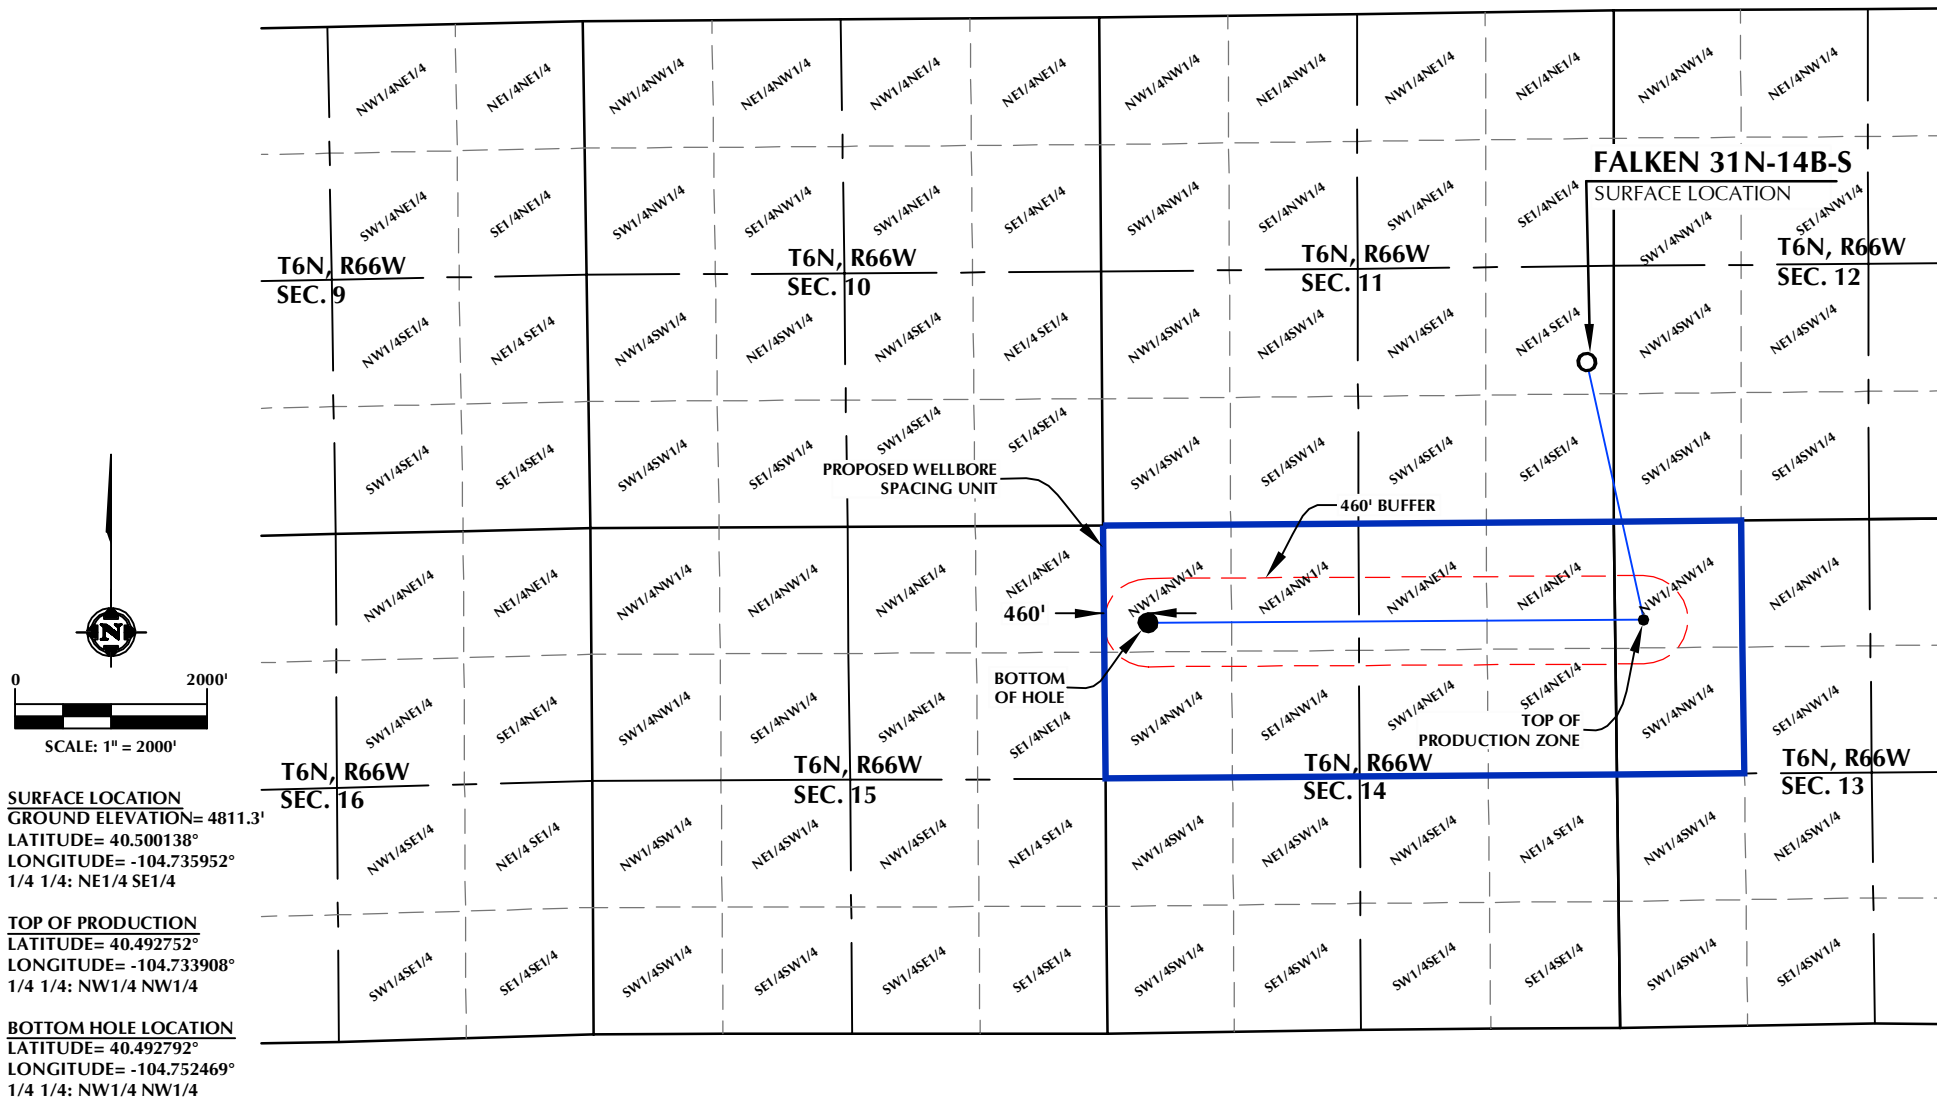 NW1/4NE1/4 NE1/4NE1/4 NW1/4NW1/4 NE1/4NW1/4 NW1/4NE1/4 NE1/4NE1/4 NW1/4NW1/4 NE1/4NW1/4 NW1/4NE1/4 NE1/4NE1/4 NW1/4NW1/4 NE1/4NW1/4
FALKEN 31N-14B-S
SURFACE LOCATION
SW1/4NE1/4 SE1/4NE1/4 SW1/4NW1/4 SE1/4NW1/4 SW1/4NE1/4 SE1/4NE1/4 SW1/4NW1/4 SE1/4NW1/4 SW1/4NE1/4 SE1/4NE1/4 SW1/4NW1/4 SE1/4NW1/4
T6N, R66W T6N, R66W T6N, R66W T6N, R66W
SEC. 9 SEC. 10 SEC. 11 SEC. 12
NW1/4SE1/4 NE1/4 SE1/4 NW1/4SW1/4 NE1/4SW1/4 NW1/4SE1/4 NE1/4 SE1/4 NW1/4SW1/4 NE1/4SW1/4 NW1/4SE1/4 NE1/4 SE1/4 NW1/4SW1/4 NE1/4SW1/4
SW1/4SE1/4 SE1/4SE1/4 SW1/4SW1/4 SE1/4SW1/4 SW1/4SE1/4 SE1/4SE1/4 SW1/4SW1/4 SE1/4SW1/4 SW1/4SE1/4 SE1/4SE1/4 SW1/4SW1/4 SE1/4SW1/4
PROPOSED WELLBORE
SPACING UNIT
460' BUFFER
NW1/4NE1/4 NE1/4NE1/4 NW1/4NW1/4 NE1/4NW1/4 NW1/4NE1/4 NE1/4NE1/4 NW1/4NW1/4 NE1/4NW1/4 NW1/4NE1/4 NE1/4NE1/4 NW1/4NW1/4 NE1/4NW1/4
460'
N
BOTTOM
OF HOLE
0 2000'
SCALE: 1" = 2000'
SW1/4NE1/4 SE1/4NE1/4 SW1/4NW1/4 SE1/4NW1/4 SW1/4NE1/4 SE1/4NE1/4 SW1/4NW1/4 SE1/4NW1/4 SW1/4NE1/4 SE1/4NE1/4 SW1/4NW1/4 SE1/4NW1/4
TOP OF
PRODUCTION ZONE
T6N, R66W T6N, R66W T6N, R66W T6N, R66W
SEC. 16 SEC. 15 SEC. 14 SEC. 13
NW1/4SE1/4 NE1/4 SE1/4 NW1/4SW1/4 NE1/4SW1/4 NW1/4SE1/4 NE1/4 SE1/4 NW1/4SW1/4 NE1/4SW1/4 NW1/4SE1/4 NE1/4 SE1/4 NW1/4SW1/4 NE1/4SW1/4
SW1/4SE1/4 SE1/4SE1/4 SW1/4SW1/4 SE1/4SW1/4 SW1/4SE1/4 SE1/4SE1/4 SW1/4SW1/4 SE1/4SW1/4 SW1/4SE1/4 SE1/4SE1/4 SW1/4SW1/4 SE1/4SW1/4
SURFACE LOCATION
GROUND ELEVATION= 4811.3'
LATITUDE= 40.500138°
LONGITUDE= -104.735952°
1/4 1/4: NE1/4 SE1/4
TOP OF PRODUCTION
LATITUDE= 40.492752°
LONGITUDE= -104.733908°
1/4 1/4: NW1/4 NW1/4
BOTTOM HOLE LOCATION
LATITUDE= 40.492792°
LONGITUDE= -104.752469°
1/4 1/4: NW1/4 NW1/4